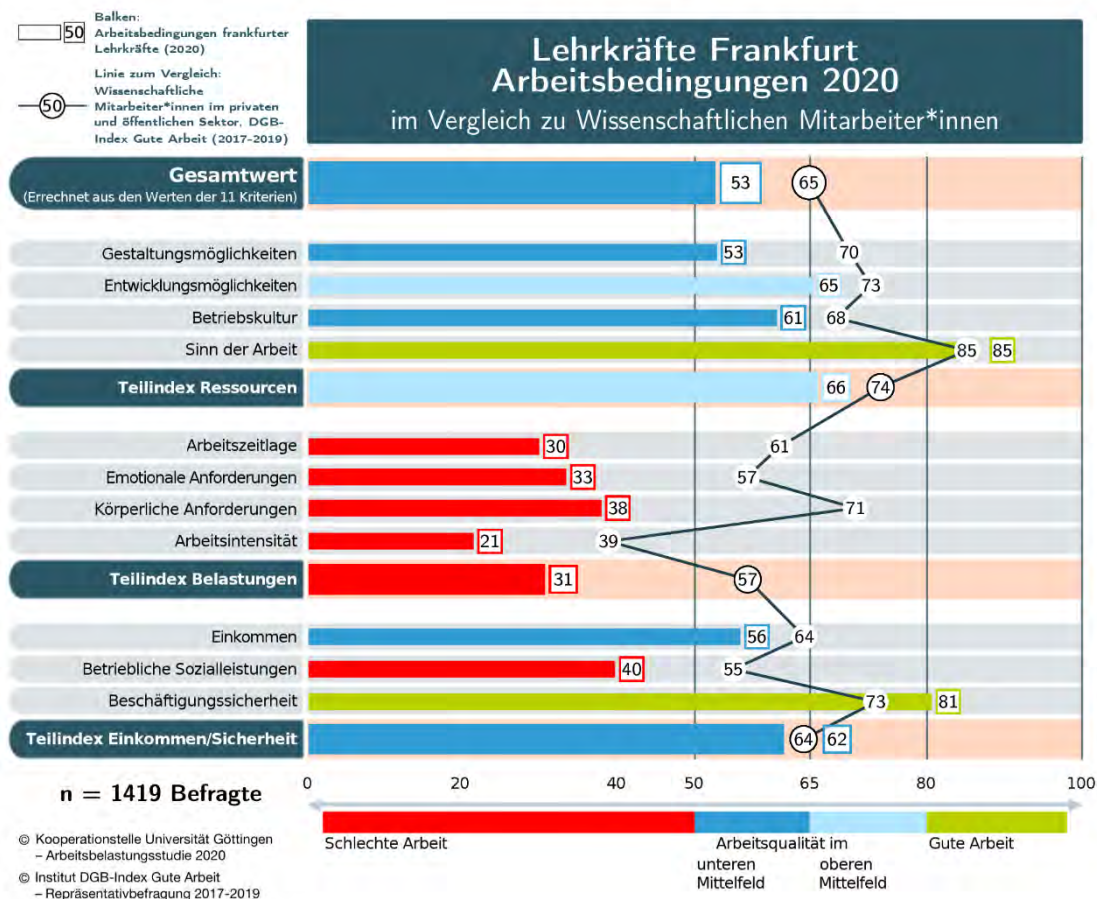 50
Balken:
Arbeitsbedingungen frankfurter
Lehrkräfte (2020)
50
Linie zum Vergleich:
Wissenschaftliche
Mitarbeiter*innen im privaten
und öffentlichen Sektor, DGB-
Index Gute Arbeit (2017-2019)
Lehrkräfte Frankfurt
Arbeitsbedingungen 2020
im Vergleich zu Wissenschaftlichen Mitarbeiter*innen
Gesamtwert 53 65
(Errechnet aus den Werten der 11 Kriterien)
Gestaltungsmöglichkeiten 53 70
Entwicklungsmöglichkeiten 65 73
Betriebskultur 61 68
Sinn der Arbeit 85 85
Teilindex Ressourcen 66 74
Arbeitszeitlage 30 61
Emotionale Anforderungen 33 57
Körperliche Anforderungen 38 71
Arbeitsintensität 21 39
Teilindex Belastungen 31 57
Einkommen 56 64
Betriebliche Sozialleistungen 40 55
Beschäftigungssicherheit 73 81
Teilindex Einkommen/Sicherheit 64 62
0 20 40 50 65 80 100
n = 1419 Befragte
Schlechte Arbeit
Arbeitsqualität im
unteren
Mittelfeld
oberen
Mittelfeld
Gute Arbeit
© Kooperationstelle Universität Göttingen
– Arbeitsbelastungsstudie 2020
© Institut DGB-Index Gute Arbeit
– Repräsentativbefragung 2017-2019